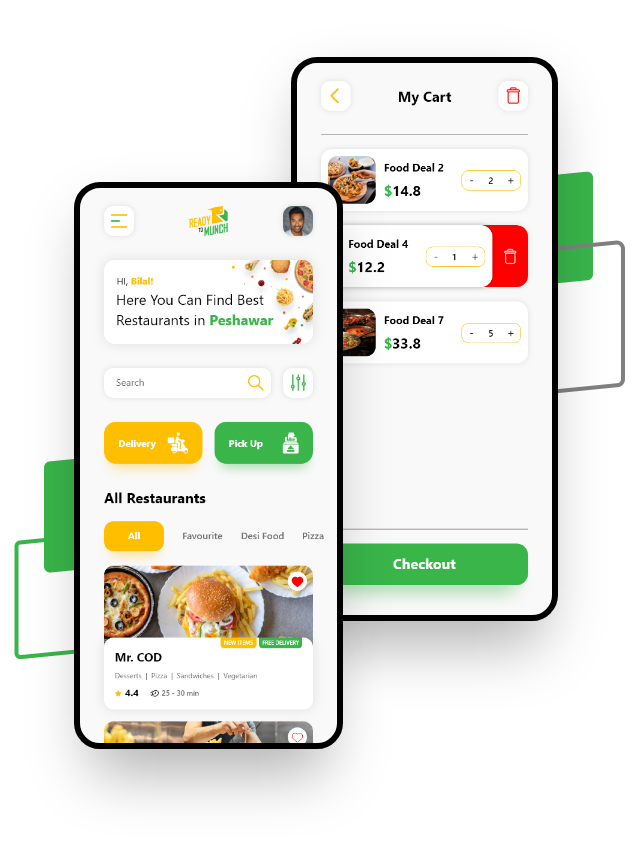 My Cart
Food Deal 2
$14.8
- 2 +
Food Deal 4
$12.2
- 1 +
Food Deal 7
$33.8
- 5 +
Checkout
READY
TO MUNCH
HI, Bilal!
Here You Can Find Best
Restaurants in Peshawar
Search
Delivery
Pick Up
All Restaurants
All Favourite Desi Food Pizza
NEW ITEMS FREE DELIVERY
Mr. COD
Desserts | Pizza | Sandwiches | Vegetarian
4.4 25 - 30 min